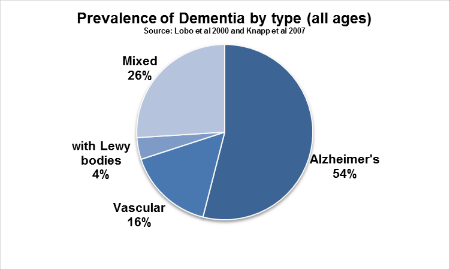 Prevalence of Dementia by type (all ages)
Source: Lobo et al 2000 and Knapp et al 2007
Mixed
26%
with Lewy
bodies
4%
Alzheimer's
54%
Vascular
16%